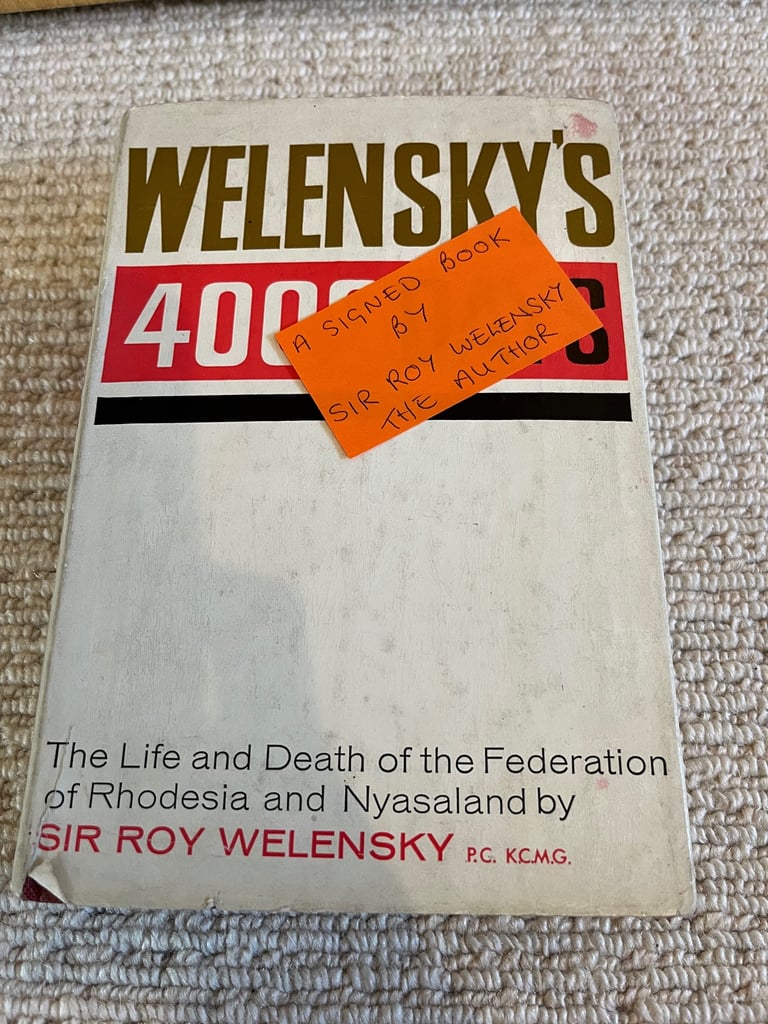 WELENSKY'S
4000
A SIGNED BOOK
BY
SIR ROY WELENSKY
THE AUTHOR
The Life and Death of the Federation
of Rhodesia and Nyasaland by
SIR ROY WELENSKY P.C. K.C.M.G.